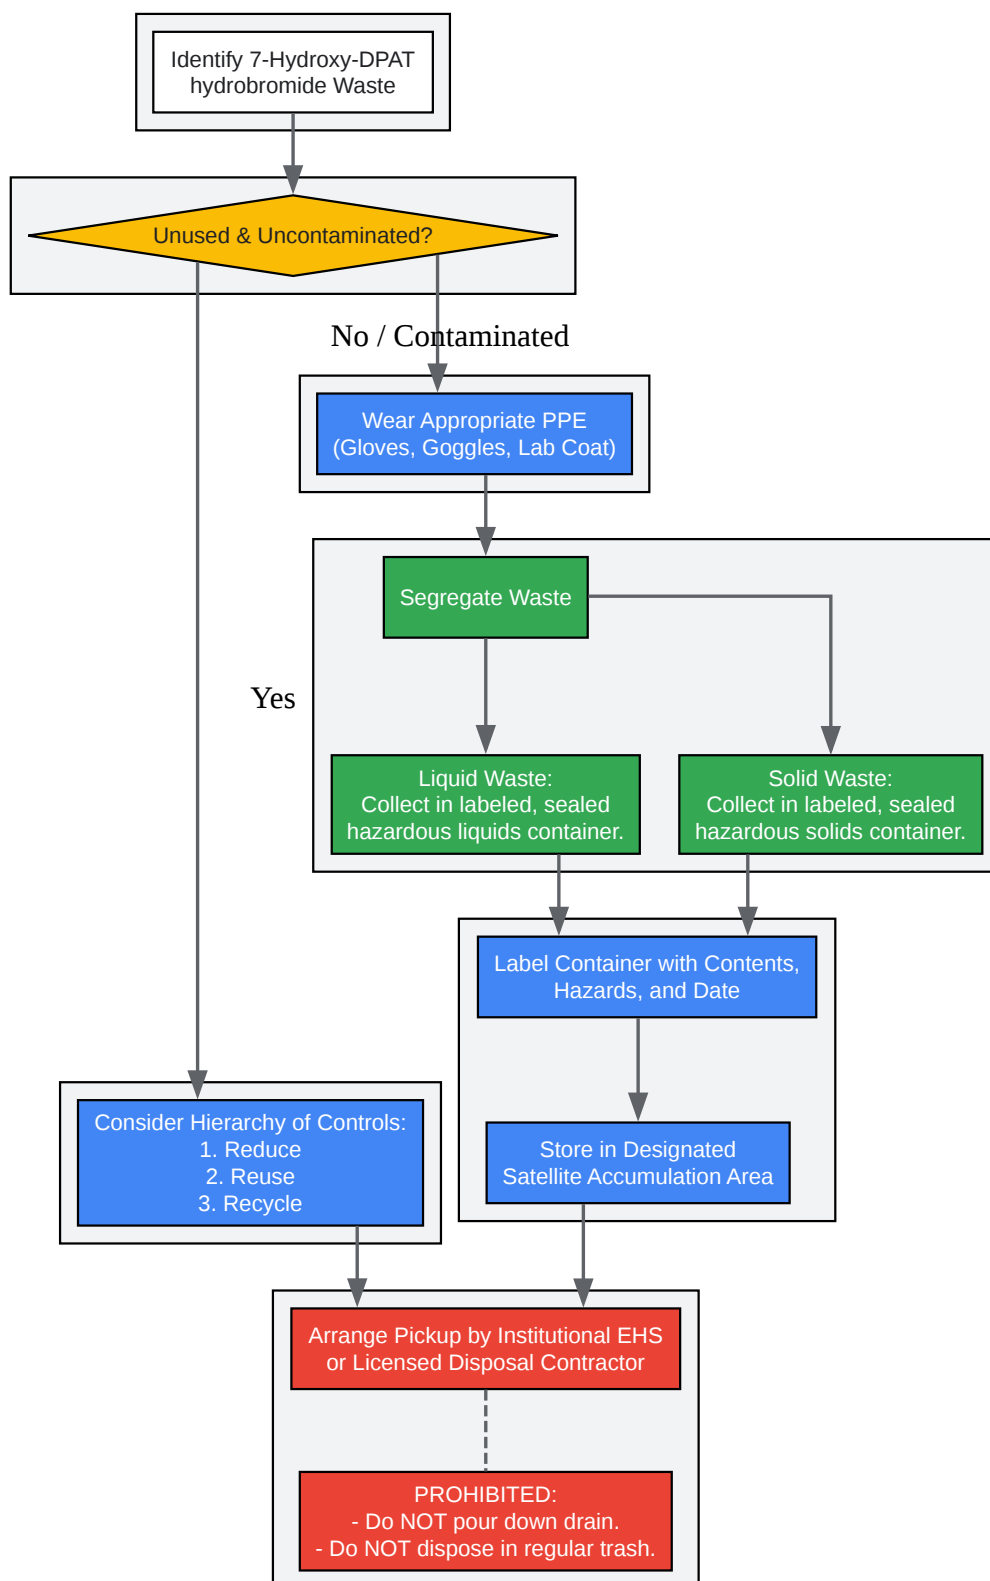 Identify 7-Hydroxy-DPAT
hydrobromide Waste
Unused & Uncontaminated?
No / Contaminated
Wear Appropriate PPE
(Gloves, Goggles, Lab Coat)
Segregate Waste
Yes
Liquid Waste:
Collect in labeled, sealed
hazardous liquids container.
Solid Waste:
Collect in labeled, sealed
hazardous solids container.
Label Container with Contents,
Hazards, and Date
Consider Hierarchy of Controls:
1. Reduce
2. Reuse
3. Recycle
Store in Designated
Satellite Accumulation Area
Arrange Pickup by Institutional EHS
or Licensed Disposal Contractor
PROHIBITED:
- Do NOT pour down drain.
- Do NOT dispose in regular trash.